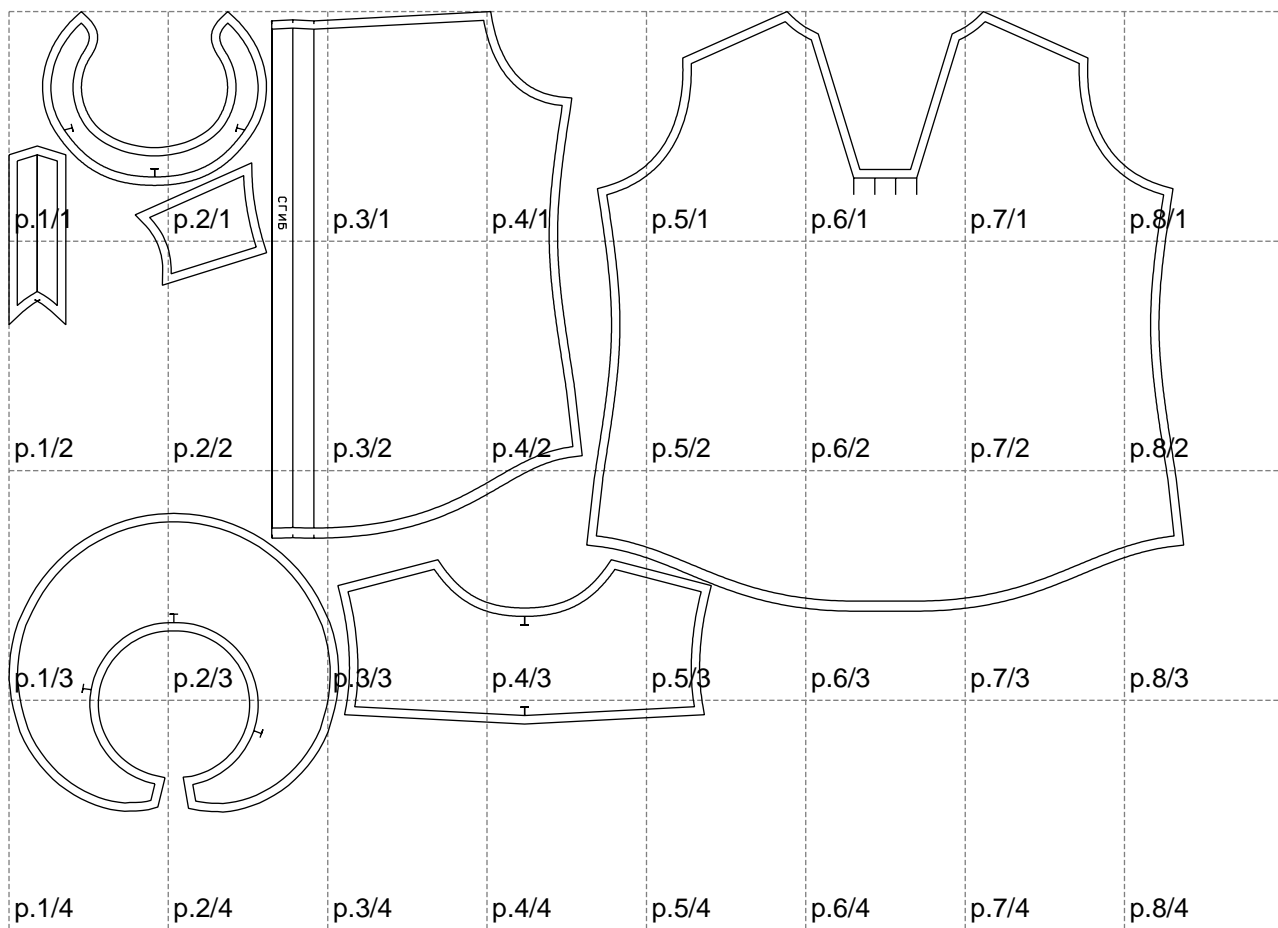 СГИБ
p.1/1 p.2/1 p.3/1 p.4/1 p.5/1 p.6/1 p.7/1 p.8/1
p.1/2 p.2/2 p.3/2 p.4/2 p.5/2 p.6/2 p.7/2 p.8/2
p.1/3 p.2/3 p.3/3 p.4/3 p.5/3 p.6/3 p.7/3 p.8/3
p.1/4 p.2/4 p.3/4 p.4/4 p.5/4 p.6/4 p.7/4 p.8/4